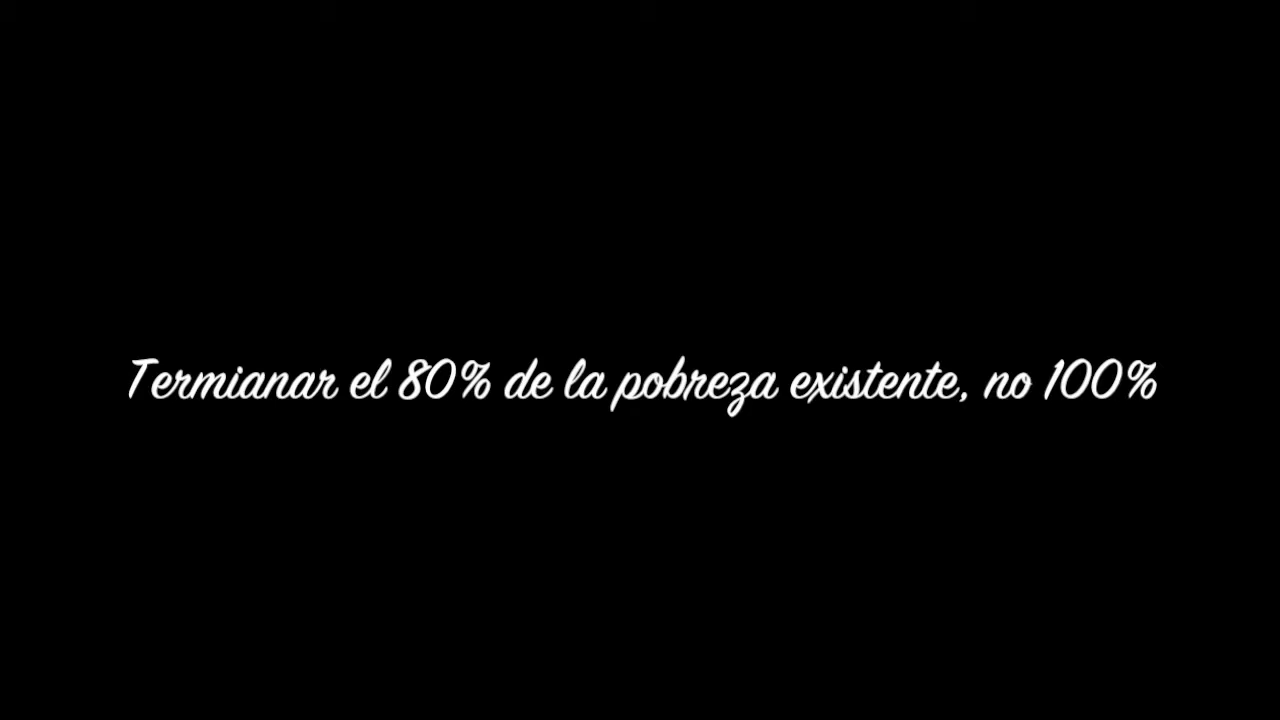 Termianar el 80% de la pobreza existente, no 100%